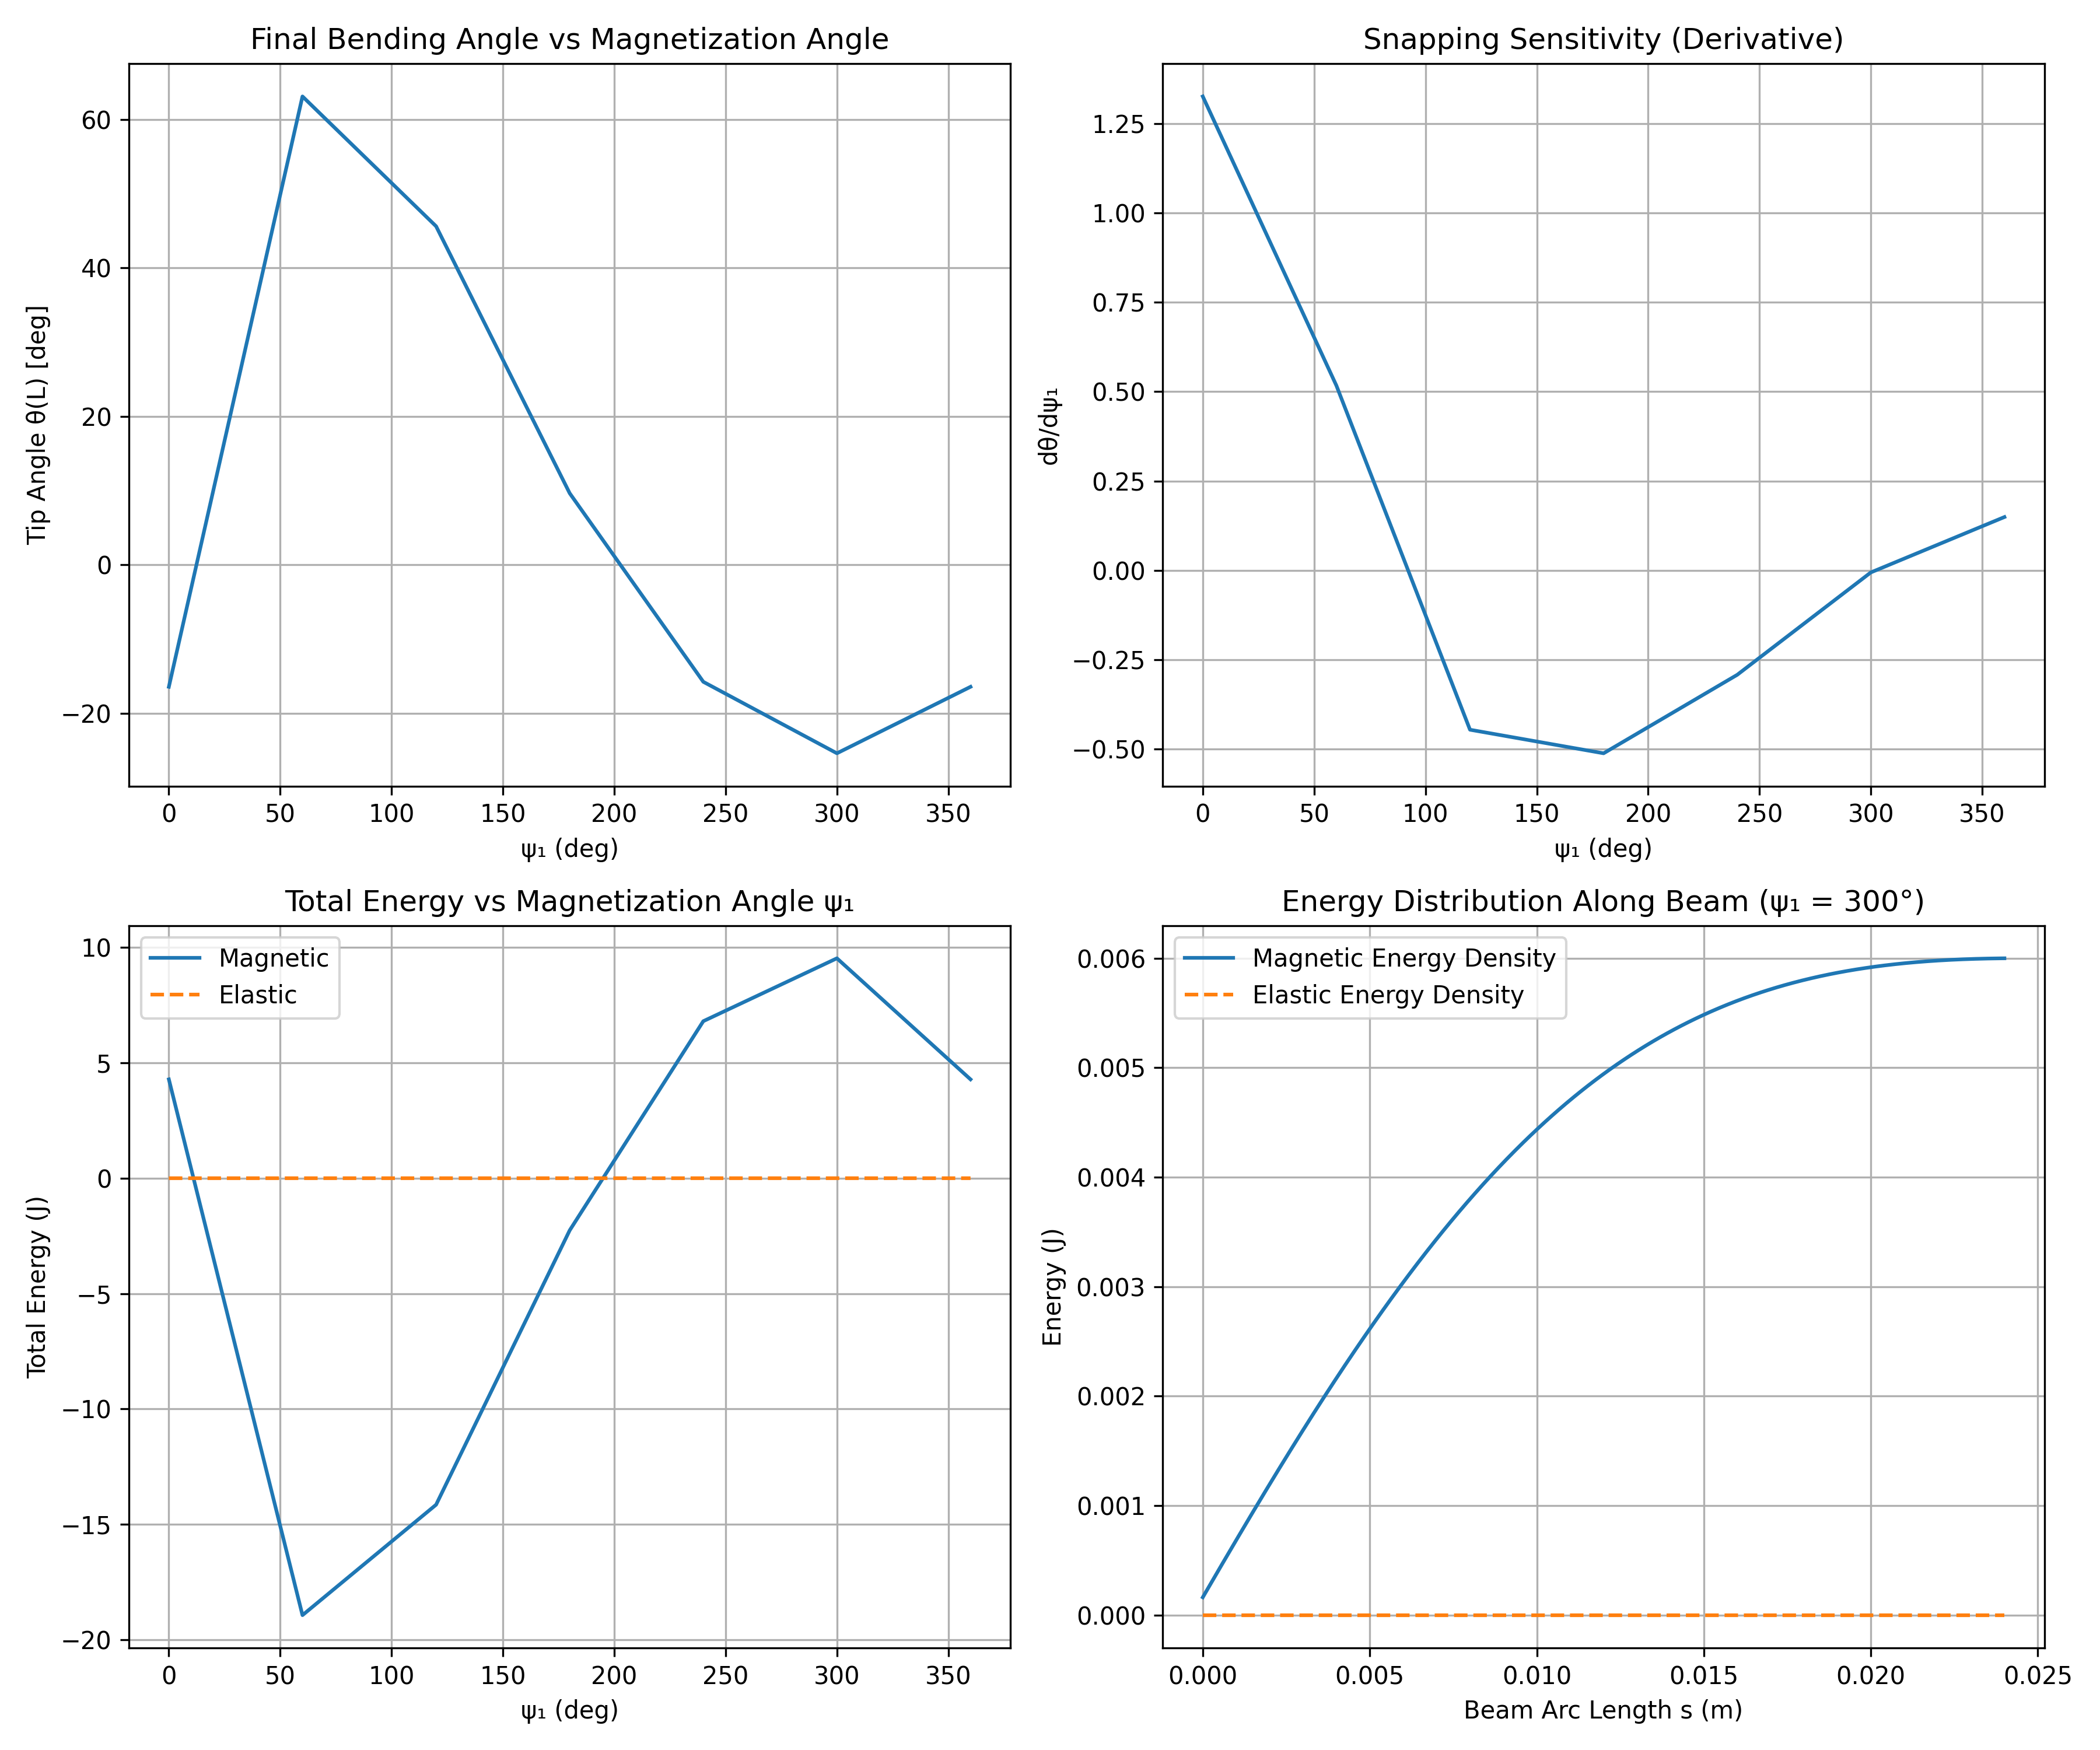 Final Bending Angle vs Magnetization Angle
Tip Angle θ(L) [deg]
60
40
20
0
−20
0 50 100 150 200 250 300 350
ψ₁ (deg)
Snapping Sensitivity (Derivative)
dθ/dψ₁
1.25
1.00
0.75
0.50
0.25
0.00
−0.25
−0.50
0 50 100 150 200 250 300 350
ψ₁ (deg)
Total Energy vs Magnetization Angle ψ₁
Magnetic
Elastic
Total Energy (J)
10
5
0
−5
−10
−15
−20
0 50 100 150 200 250 300 350
ψ₁ (deg)
Energy Distribution Along Beam (ψ₁ = 300°)
Magnetic Energy Density
Elastic Energy Density
Energy (J)
0.006
0.005
0.004
0.003
0.002
0.001
0.000
0.000 0.005 0.010 0.015 0.020 0.025
Beam Arc Length s (m)